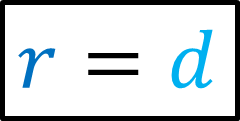 r = d